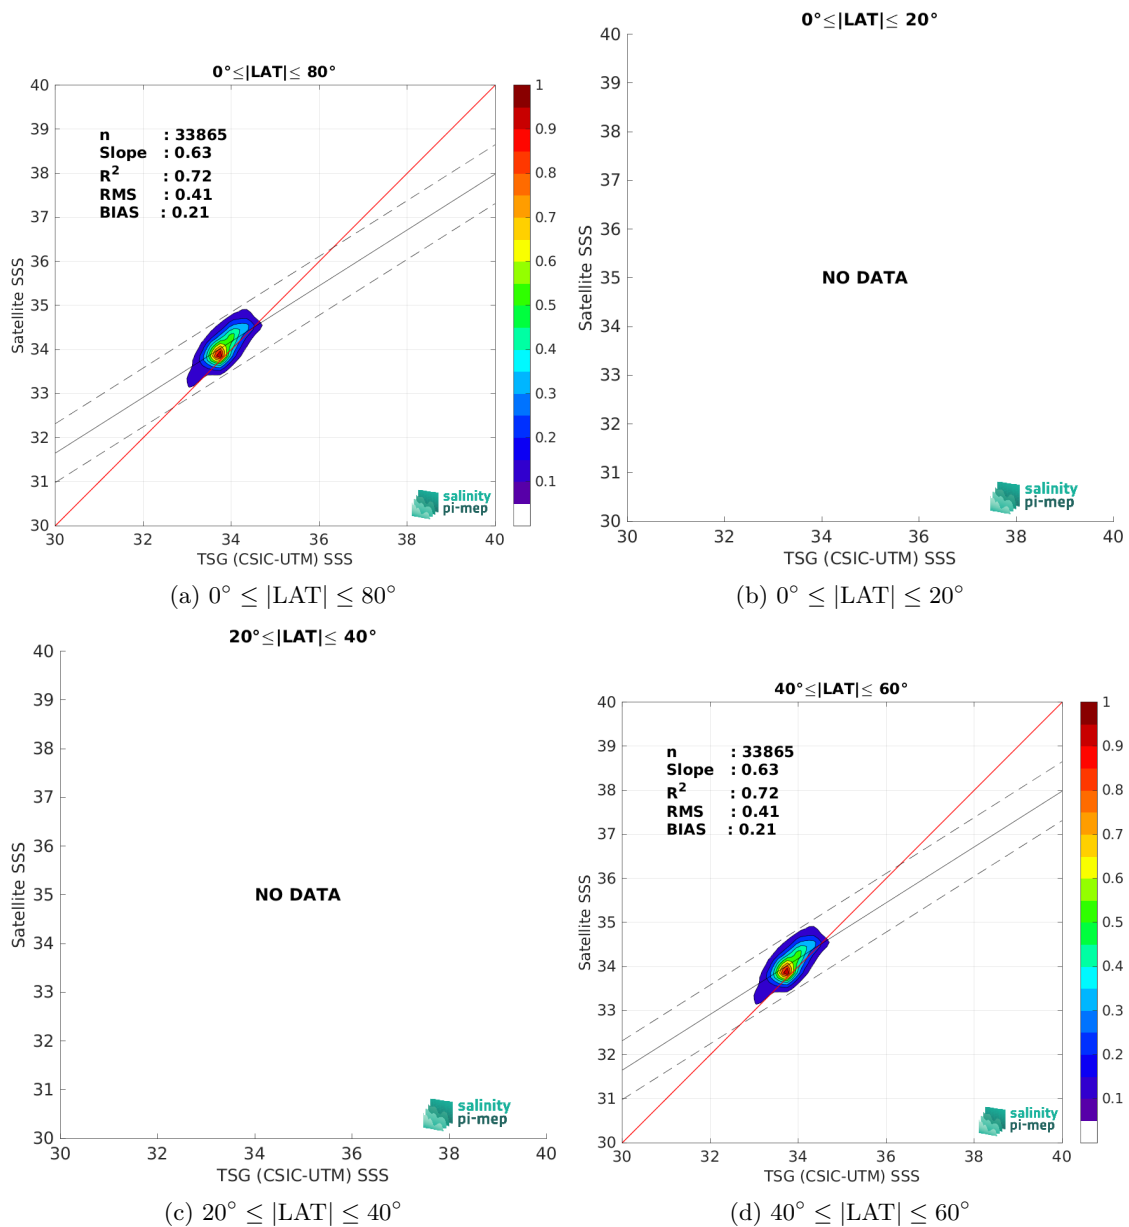 0°≤|LAT|≤ 80°
40
39
38
37
36
35
34
33
32
31
30
Satellite SSS
n : 33865
Slope : 0.63
R² : 0.72
RMS : 0.41
BIAS : 0.21
salinity
pi-mep
30 32 34 36 38 40
TSG (CSIC-UTM) SSS
1
0.9
0.8
0.7
0.6
0.5
0.4
0.3
0.2
0.1
(a) 0° ≤ |LAT| ≤ 80°
0°≤|LAT|≤ 20°
40
39
38
37
36
35
34
33
32
31
30
Satellite SSS
NO DATA
salinity
pi-mep
30 32 34 36 38 40
TSG (CSIC-UTM) SSS
(b) 0° ≤ |LAT| ≤ 20°
20°≤|LAT|≤ 40°
40
39
38
37
36
35
34
33
32
31
30
Satellite SSS
NO DATA
salinity
pi-mep
30 32 34 36 38 40
TSG (CSIC-UTM) SSS
(c) 20° ≤ |LAT| ≤ 40°
40°≤|LAT|≤ 60°
40
39
38
37
36
35
34
33
32
31
30
Satellite SSS
n : 33865
Slope : 0.63
R² : 0.72
RMS : 0.41
BIAS : 0.21
salinity
pi-mep
30 32 34 36 38 40
TSG (CSIC-UTM) SSS
1
0.9
0.8
0.7
0.6
0.5
0.4
0.3
0.2
0.1
(d) 40° ≤ |LAT| ≤ 60°